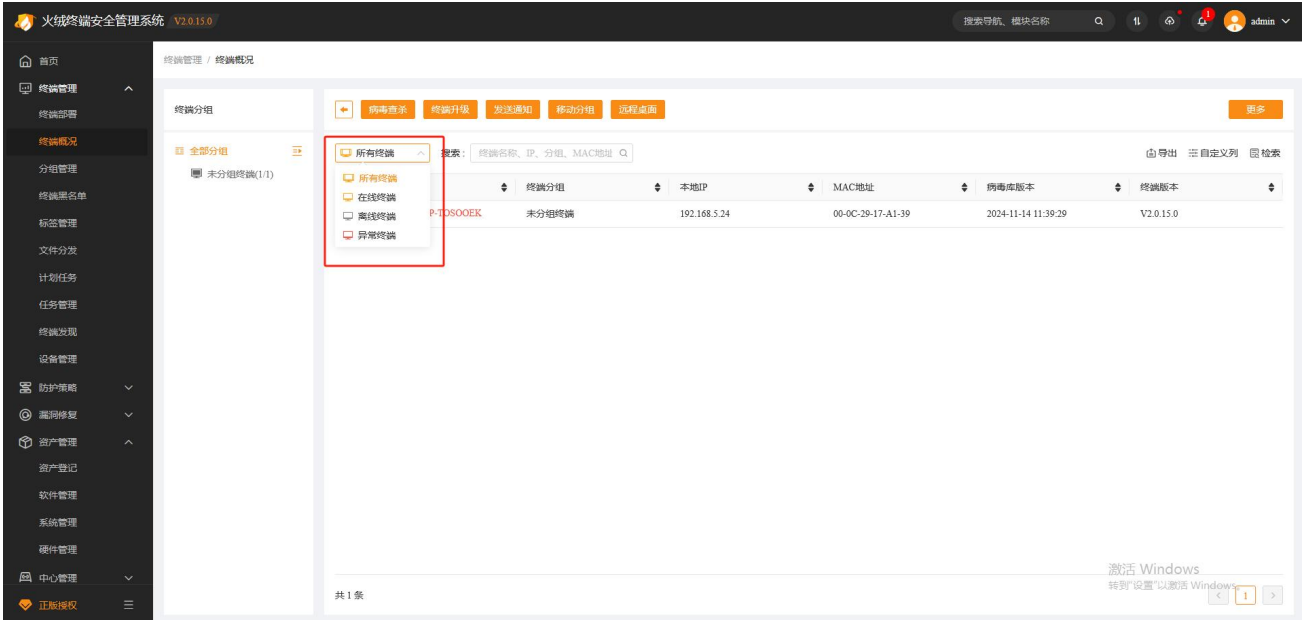 火绒终端安全管理系统 V2.0.15.0
搜索导航、模块名称
1
admin
首页
终端管理
终端部署
终端概况
分组管理
终端黑名单
标签管理
文件分发
计划任务
任务管理
终端发现
设备管理
防护策略
漏洞修复
资产管理
资产登记
软件管理
系统管理
硬件管理
中心管理
正版授权
终端管理 / 终端概况
终端分组
全部分组
未分组终端(1/1)
病毒查杀 终端升级 发送通知 移动分组 远程桌面 更多
所有终端 搜索: 终端名称、IP、分组、MAC地址 导出 自定义列 检索
所有终端
在线终端
离线终端
异常终端
终端分组 本地IP MAC地址 病毒库版本 终端版本
P-TDSOOEK 未分组终端 192.168.5.24 00-0C-29-17-A1-39 2024-11-14 11:39:29 V2.0.15.0
共 1 条
激活 Windows
转到"设置"以激活 Windows。
1